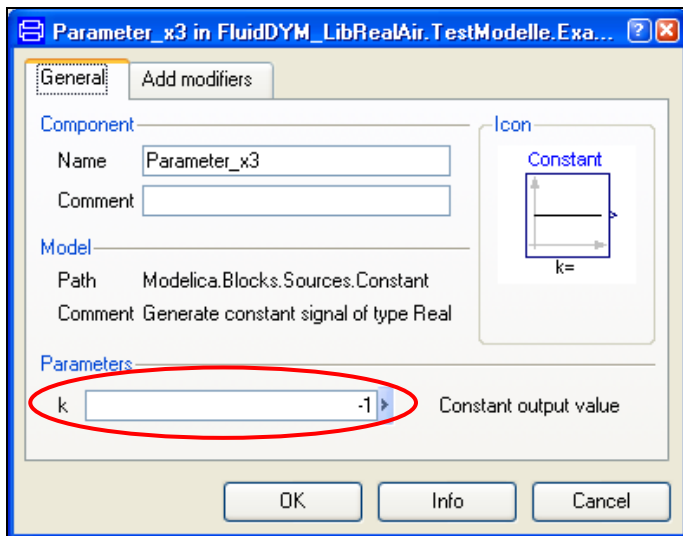 Parameter_x3 in FluidDYM_LibRealAir.TestModelle.Exa...
General Add modifiers
Component
Name Parameter_x3
Comment
Icon
Constant
k=
Model
Path Modelica.Blocks.Sources.Constant
Comment Generate constant signal of type Real
Parameters
k -1 Constant output value
OK Info Cancel